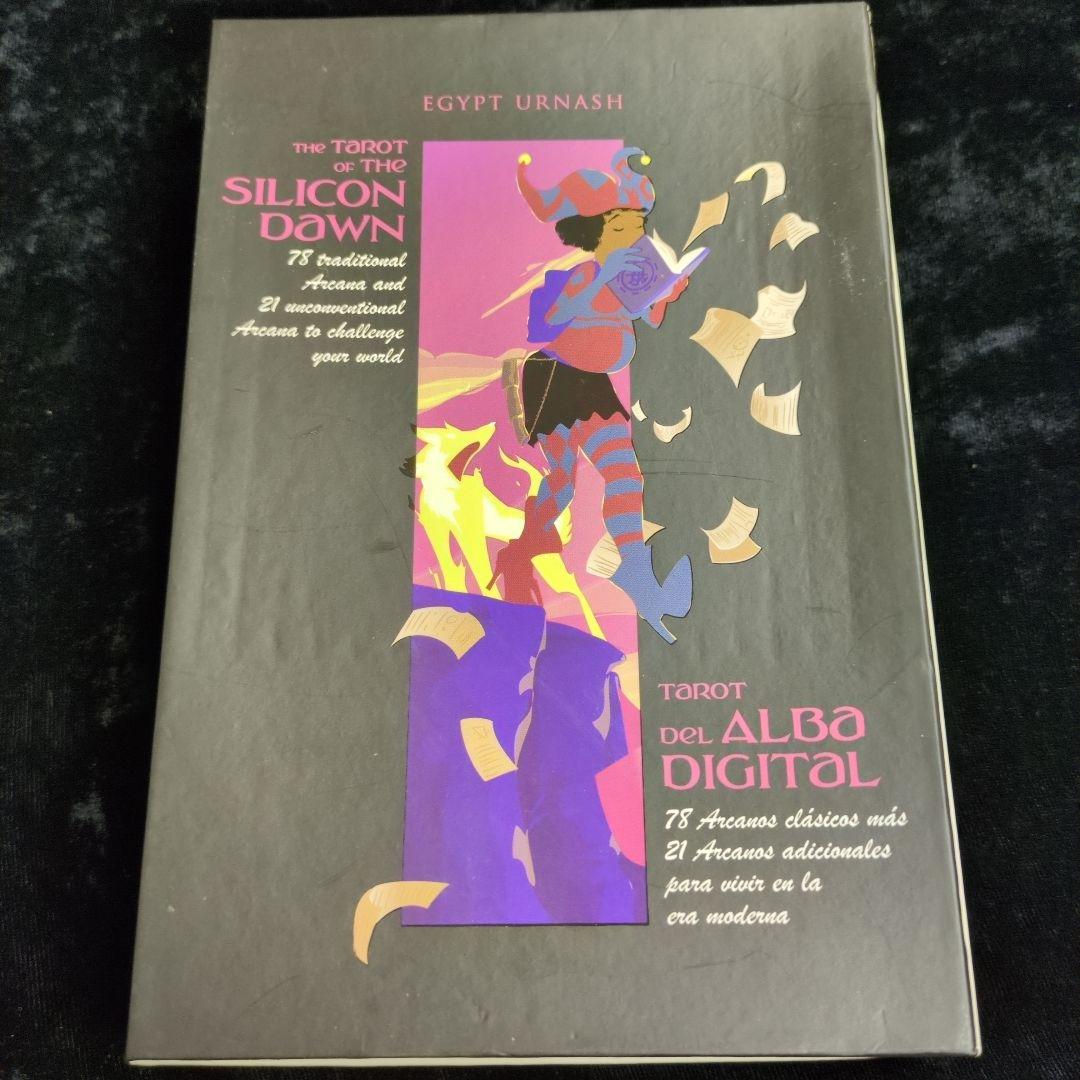 EGYPT URNASH
THE TAROT
OF THE
SILICON
DAWN
78 traditional
Arcana and
21 unconventional
Arcana to challenge
your world
TAROT
DEL ALBA
DIGITAL
78 Arcanos clásicos más
21 Arcanos adicionales
para vivir en la
era moderna